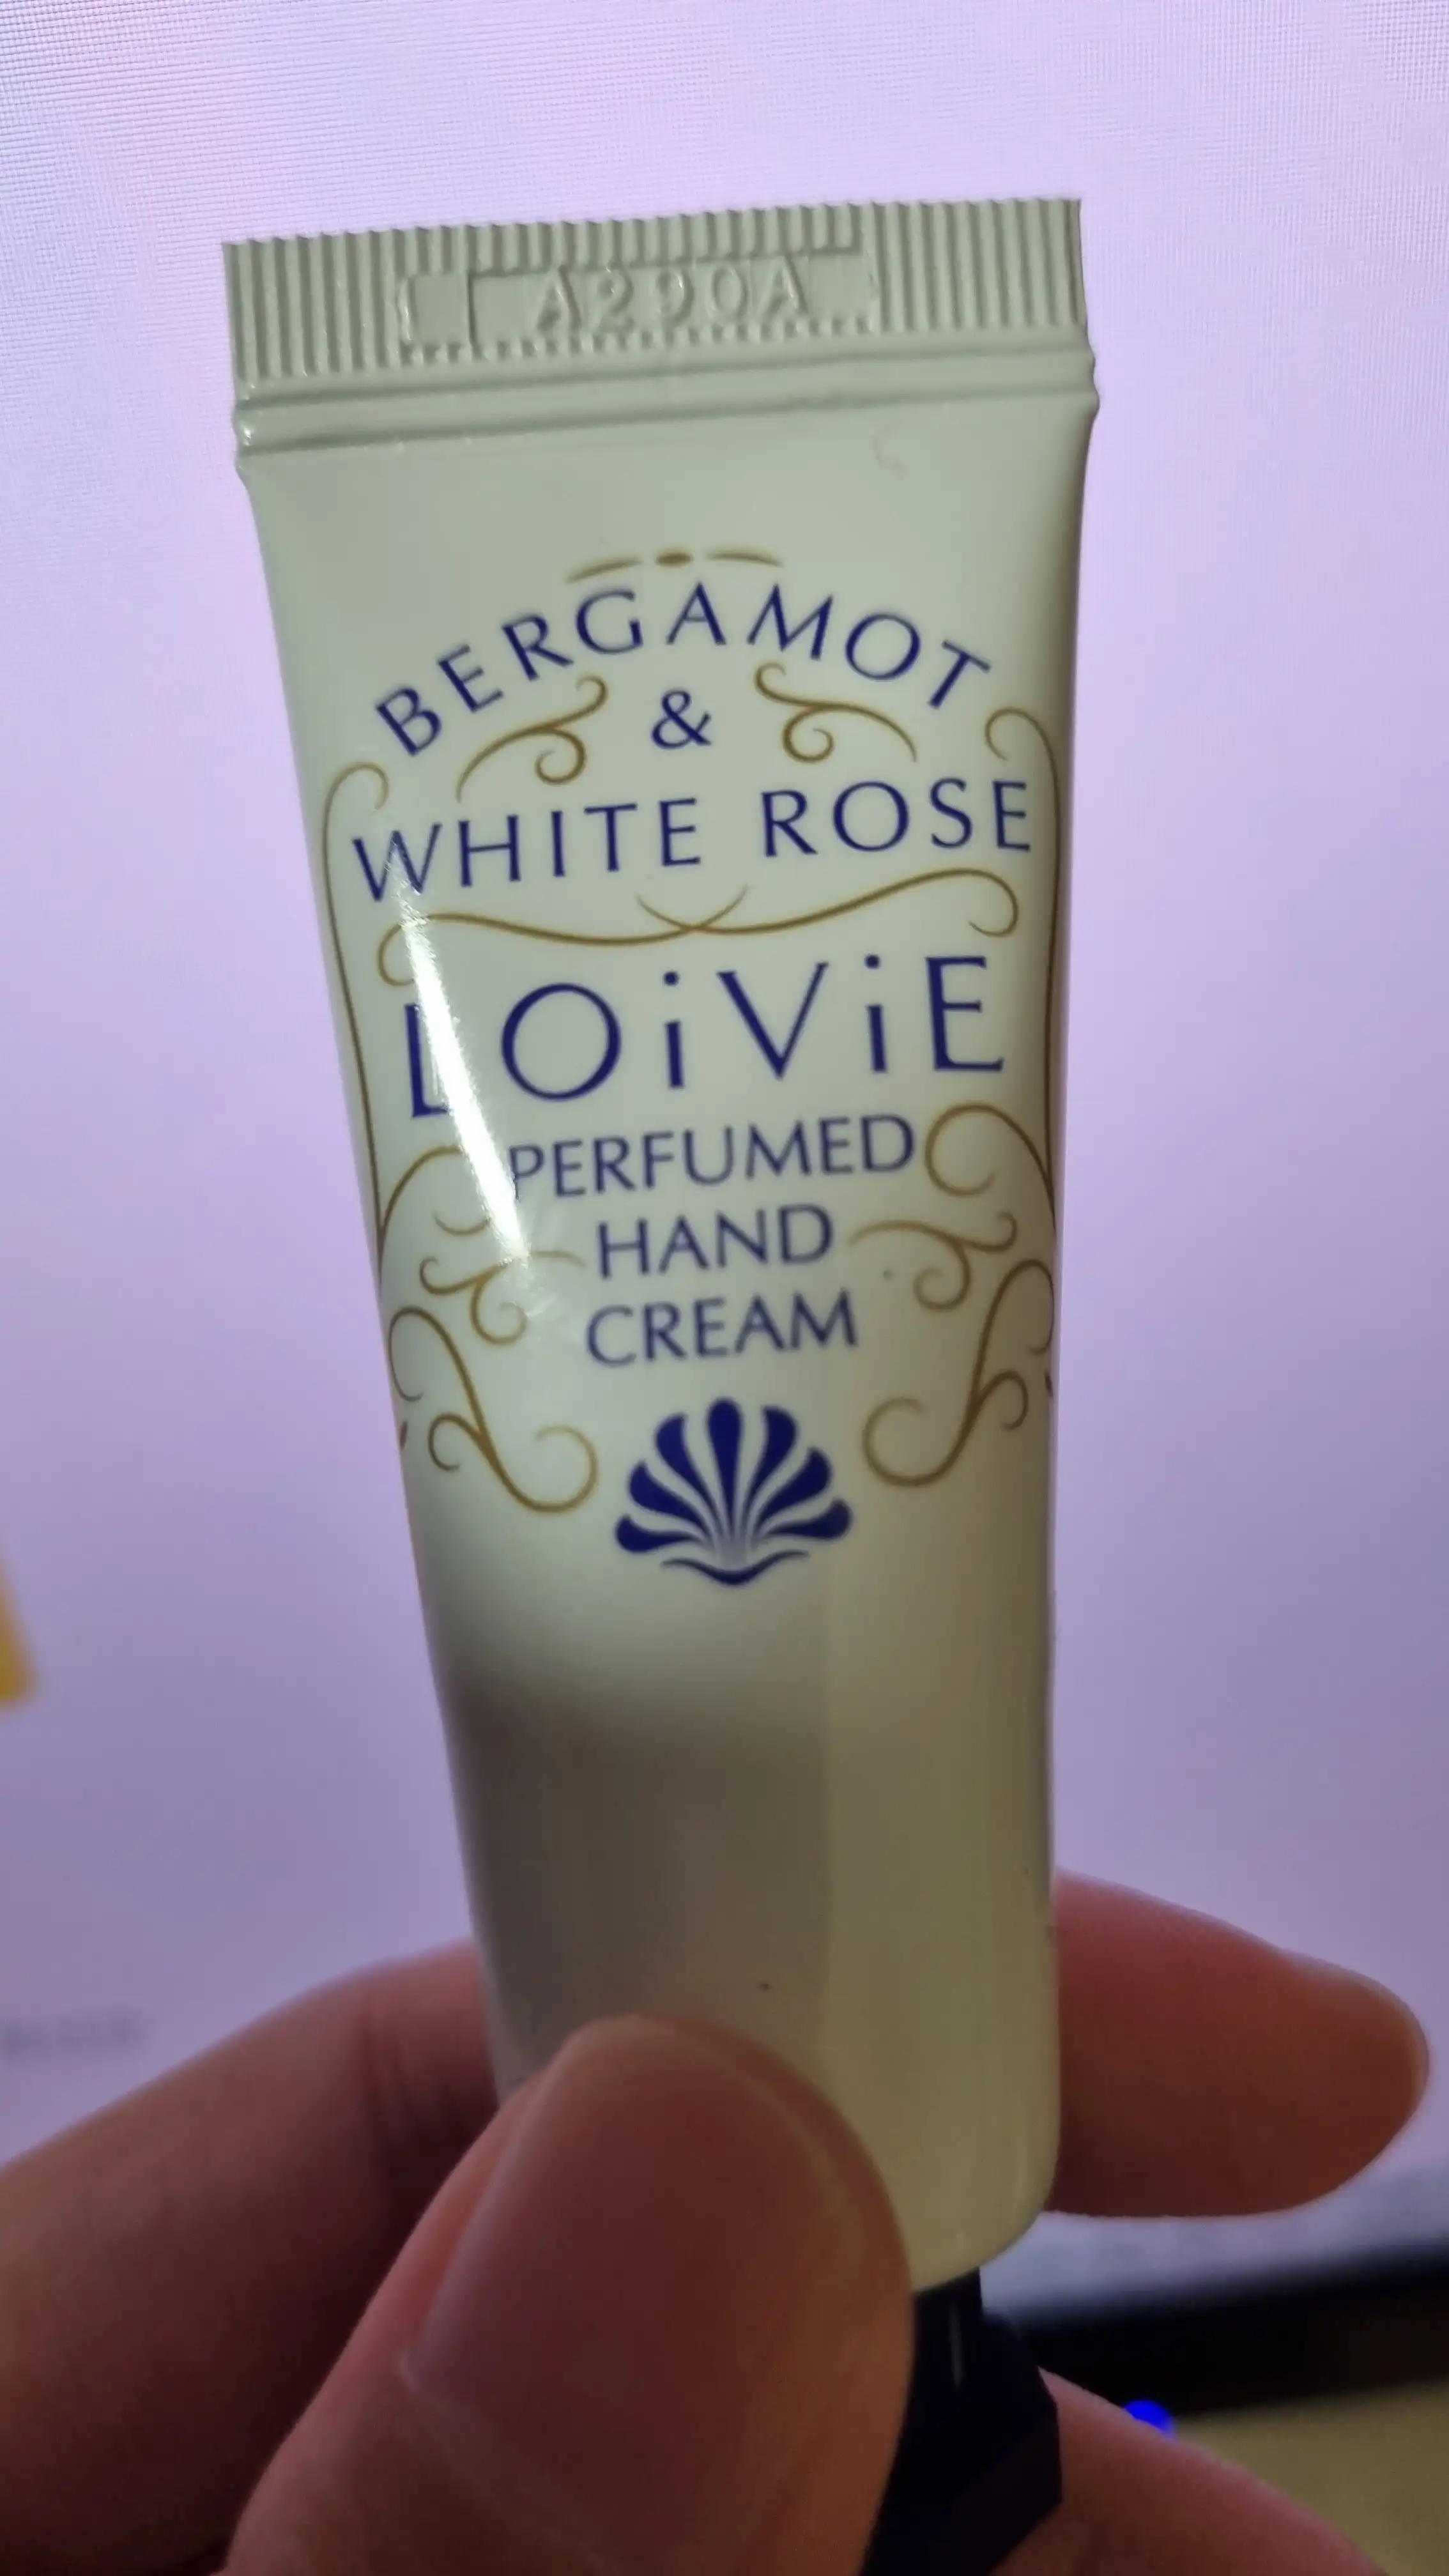 A290A
BERGAMOT
&
WHITE ROSE
LOiViE
PERFUMED
HAND
CREAM